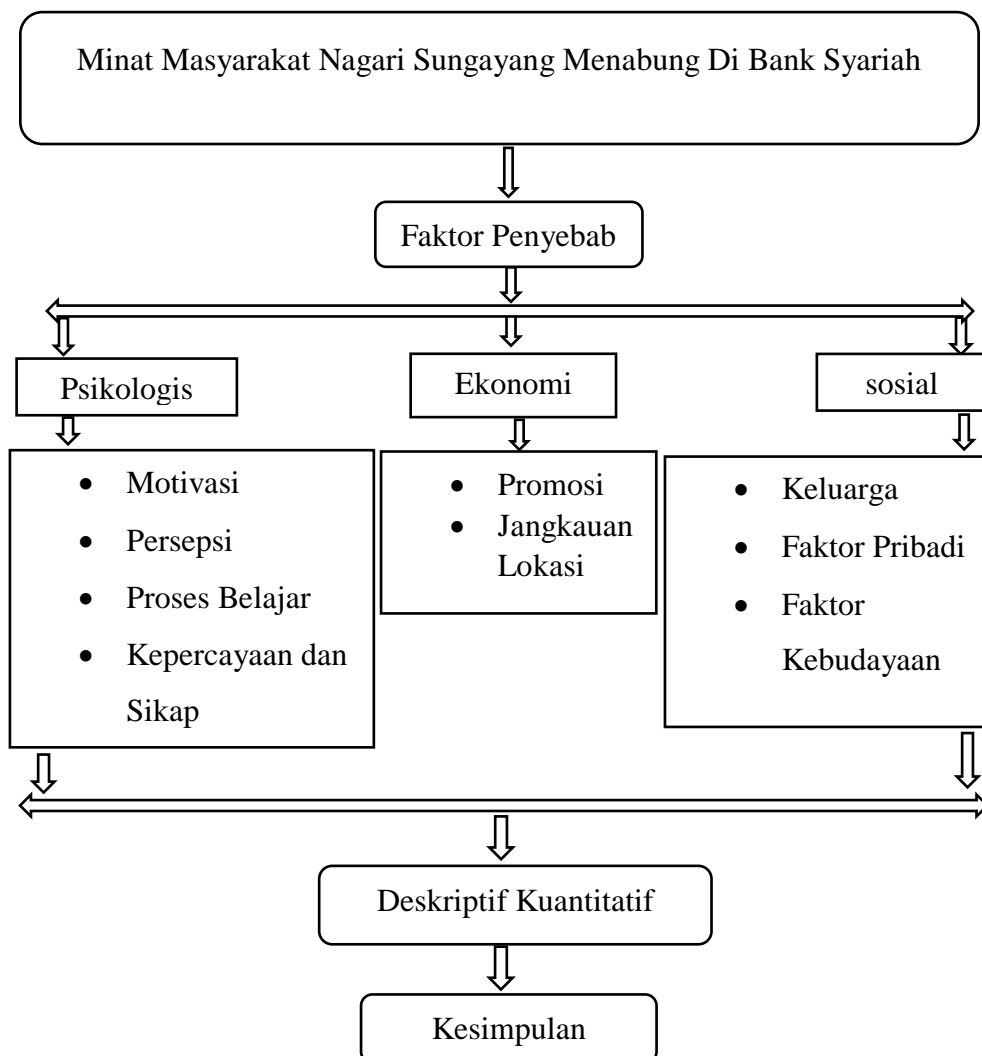 Minat Masyarakat Nagari Sungayang Menabung Di Bank Syariah
Faktor Penyebab
Psikologis
Ekonomi
sosial
• Motivasi
• Persepsi
• Proses Belajar
• Kepercayaan dan
Sikap
• Promosi
• Jangkauan
Lokasi
• Keluarga
• Faktor Pribadi
• Faktor
Kebudayaan
Deskriptif Kuantitatif
Kesimpulan